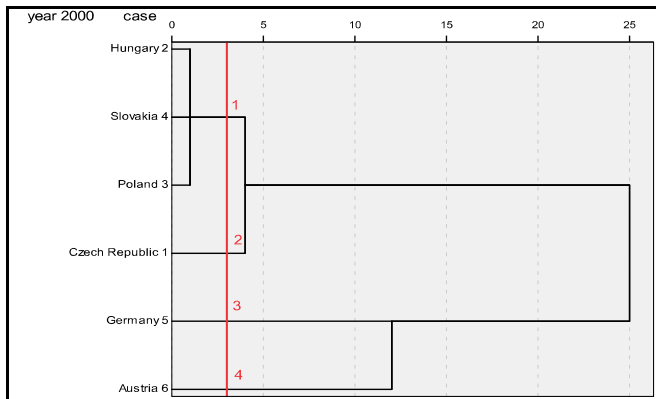 year 2000 case
0 5 10 15 20 25
Hungary 2
1
Slovakia 4
Poland 3
2
Czech Republic 1
3
Germany 5
4
Austria 6